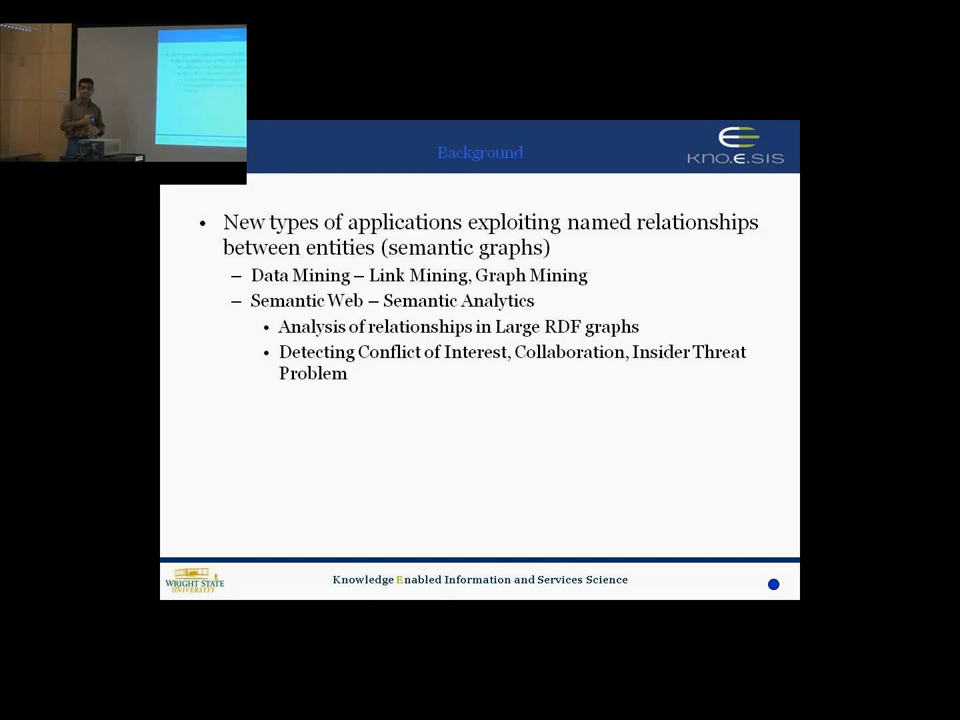 Background
KNO.E.SIS
• New types of applications exploiting named relationships
between entities (semantic graphs)
– Data Mining – Link Mining, Graph Mining
– Semantic Web – Semantic Analytics
• Analysis of relationships in Large RDF graphs
• Detecting Conflict of Interest, Collaboration, Insider Threat
Problem
WRIGHT STATE
UNIVERSITY
Knowledge Enabled Information and Services Science